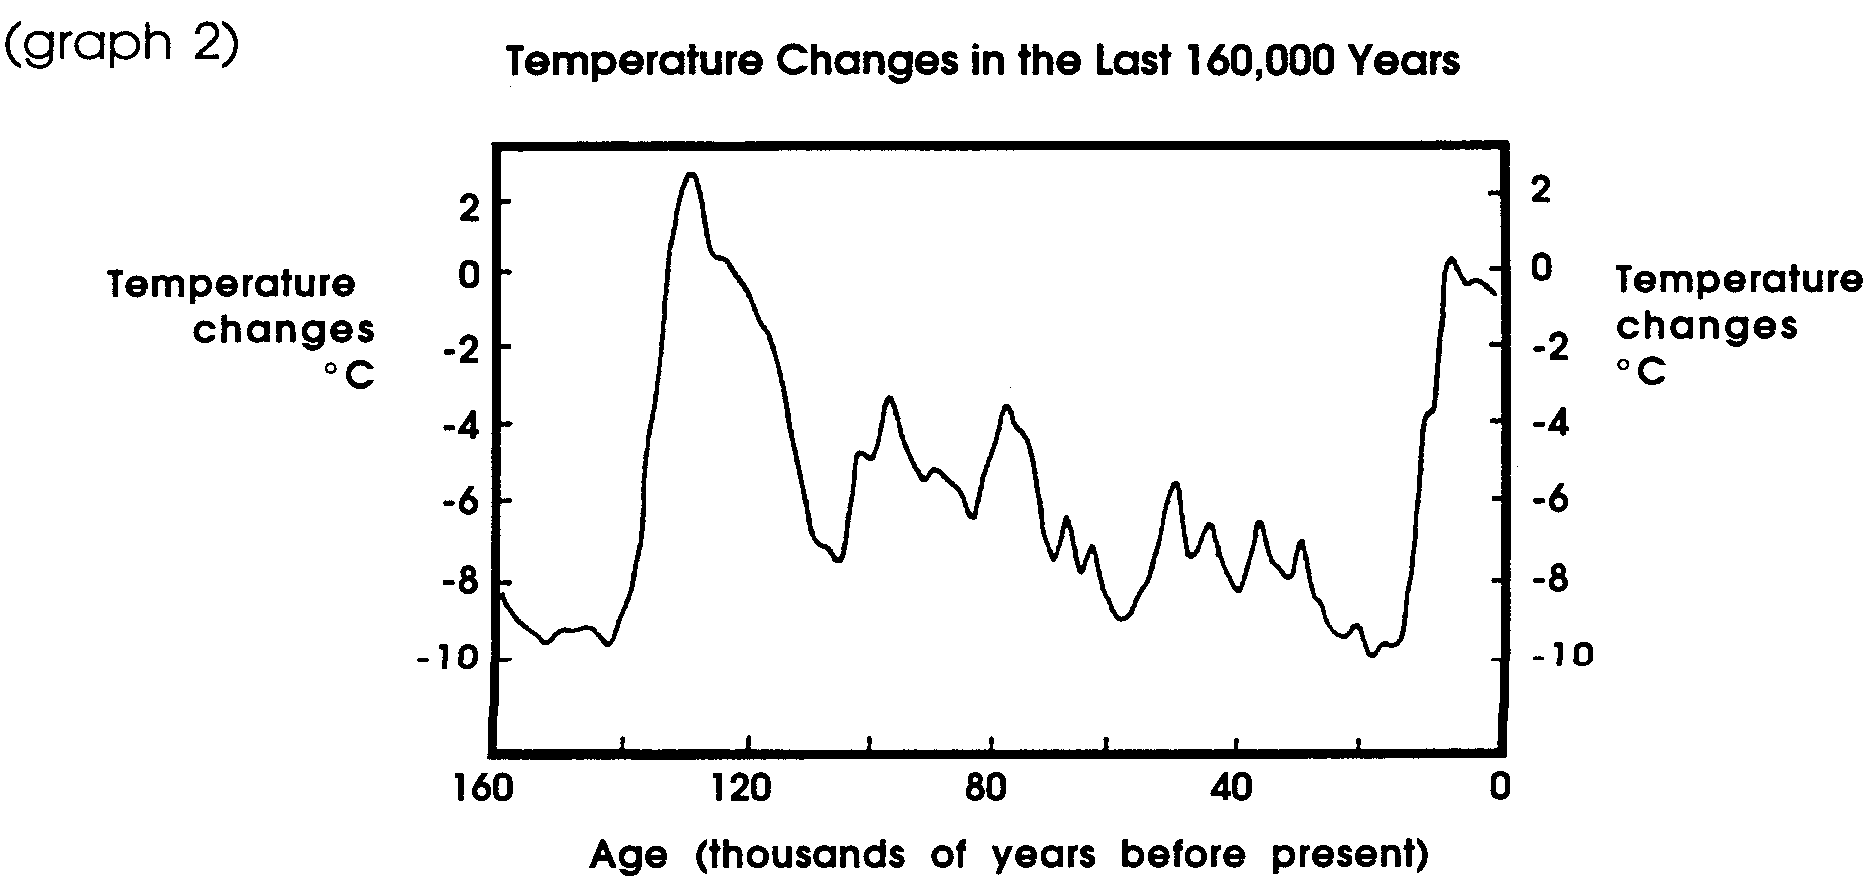 (graph 2)
Temperature Changes in the Last 160,000 Years
2
0
-2
-4
-6
-8
-10
Temperature
changes
°C
2
0
-2
-4
-6
-8
-10
Temperature
changes
°C
160 120 80 40 0
Age (thousands of years before present)